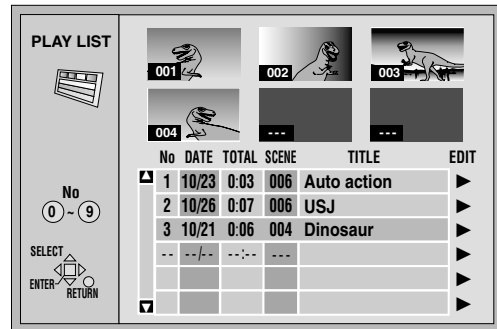 PLAY LIST
001
002
003
004
---
---
No DATE TOTAL SCENE TITLE EDIT
1 10/23 0:03 006 Auto action
2 10/26 0:07 006 USJ
3 10/21 0:06 004 Dinosaur
-- --/-- --:-- ---
No
0 ~ 9
SELECT
ENTER
RETURN